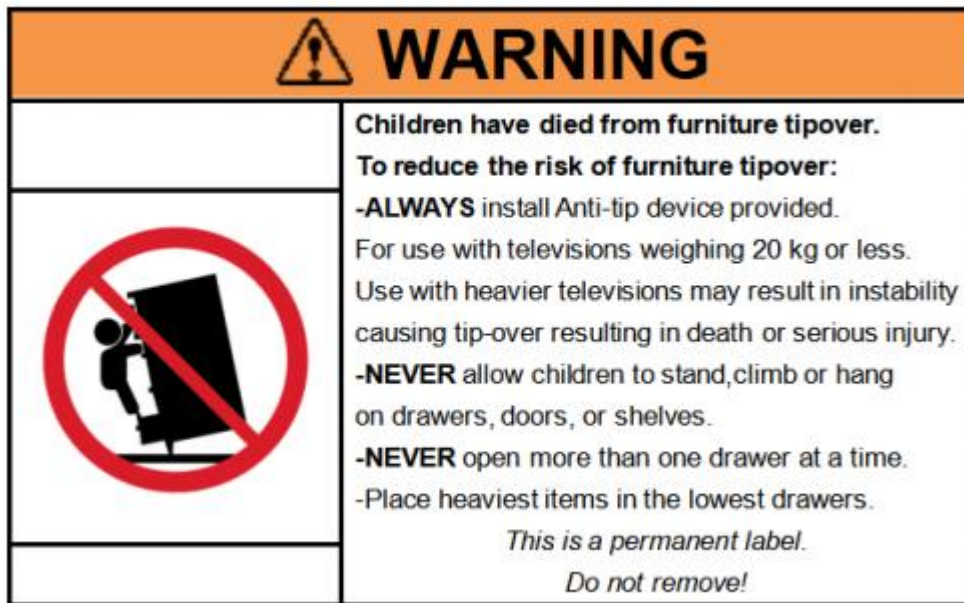 WARNING
Children have died from furniture tipover.
To reduce the risk of furniture tipover:
-ALWAYS install Anti-tip device provided.
For use with televisions weighing 20 kg or less.
Use with heavier televisions may result in instability
causing tip-over resulting in death or serious injury.
-NEVER allow children to stand,climb or hang
on drawers, doors, or shelves.
-NEVER open more than one drawer at a time.
-Place heaviest items in the lowest drawers.
This is a permanent label.
Do not remove!